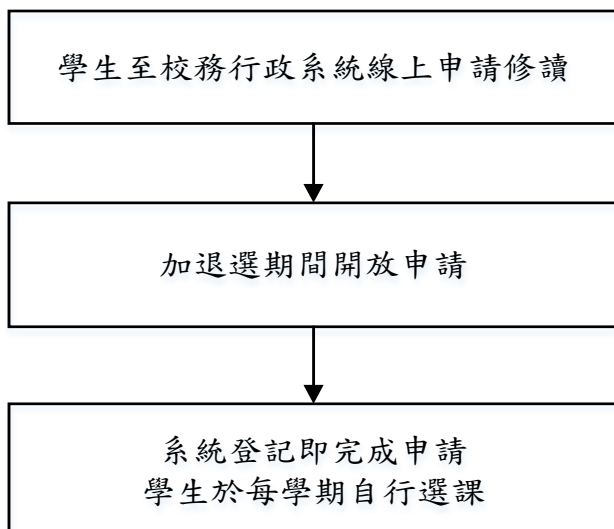 學生至校務行政系統線上申請修讀
加退選期間開放申請
系統登記即完成申請
學生於每學期自行選課